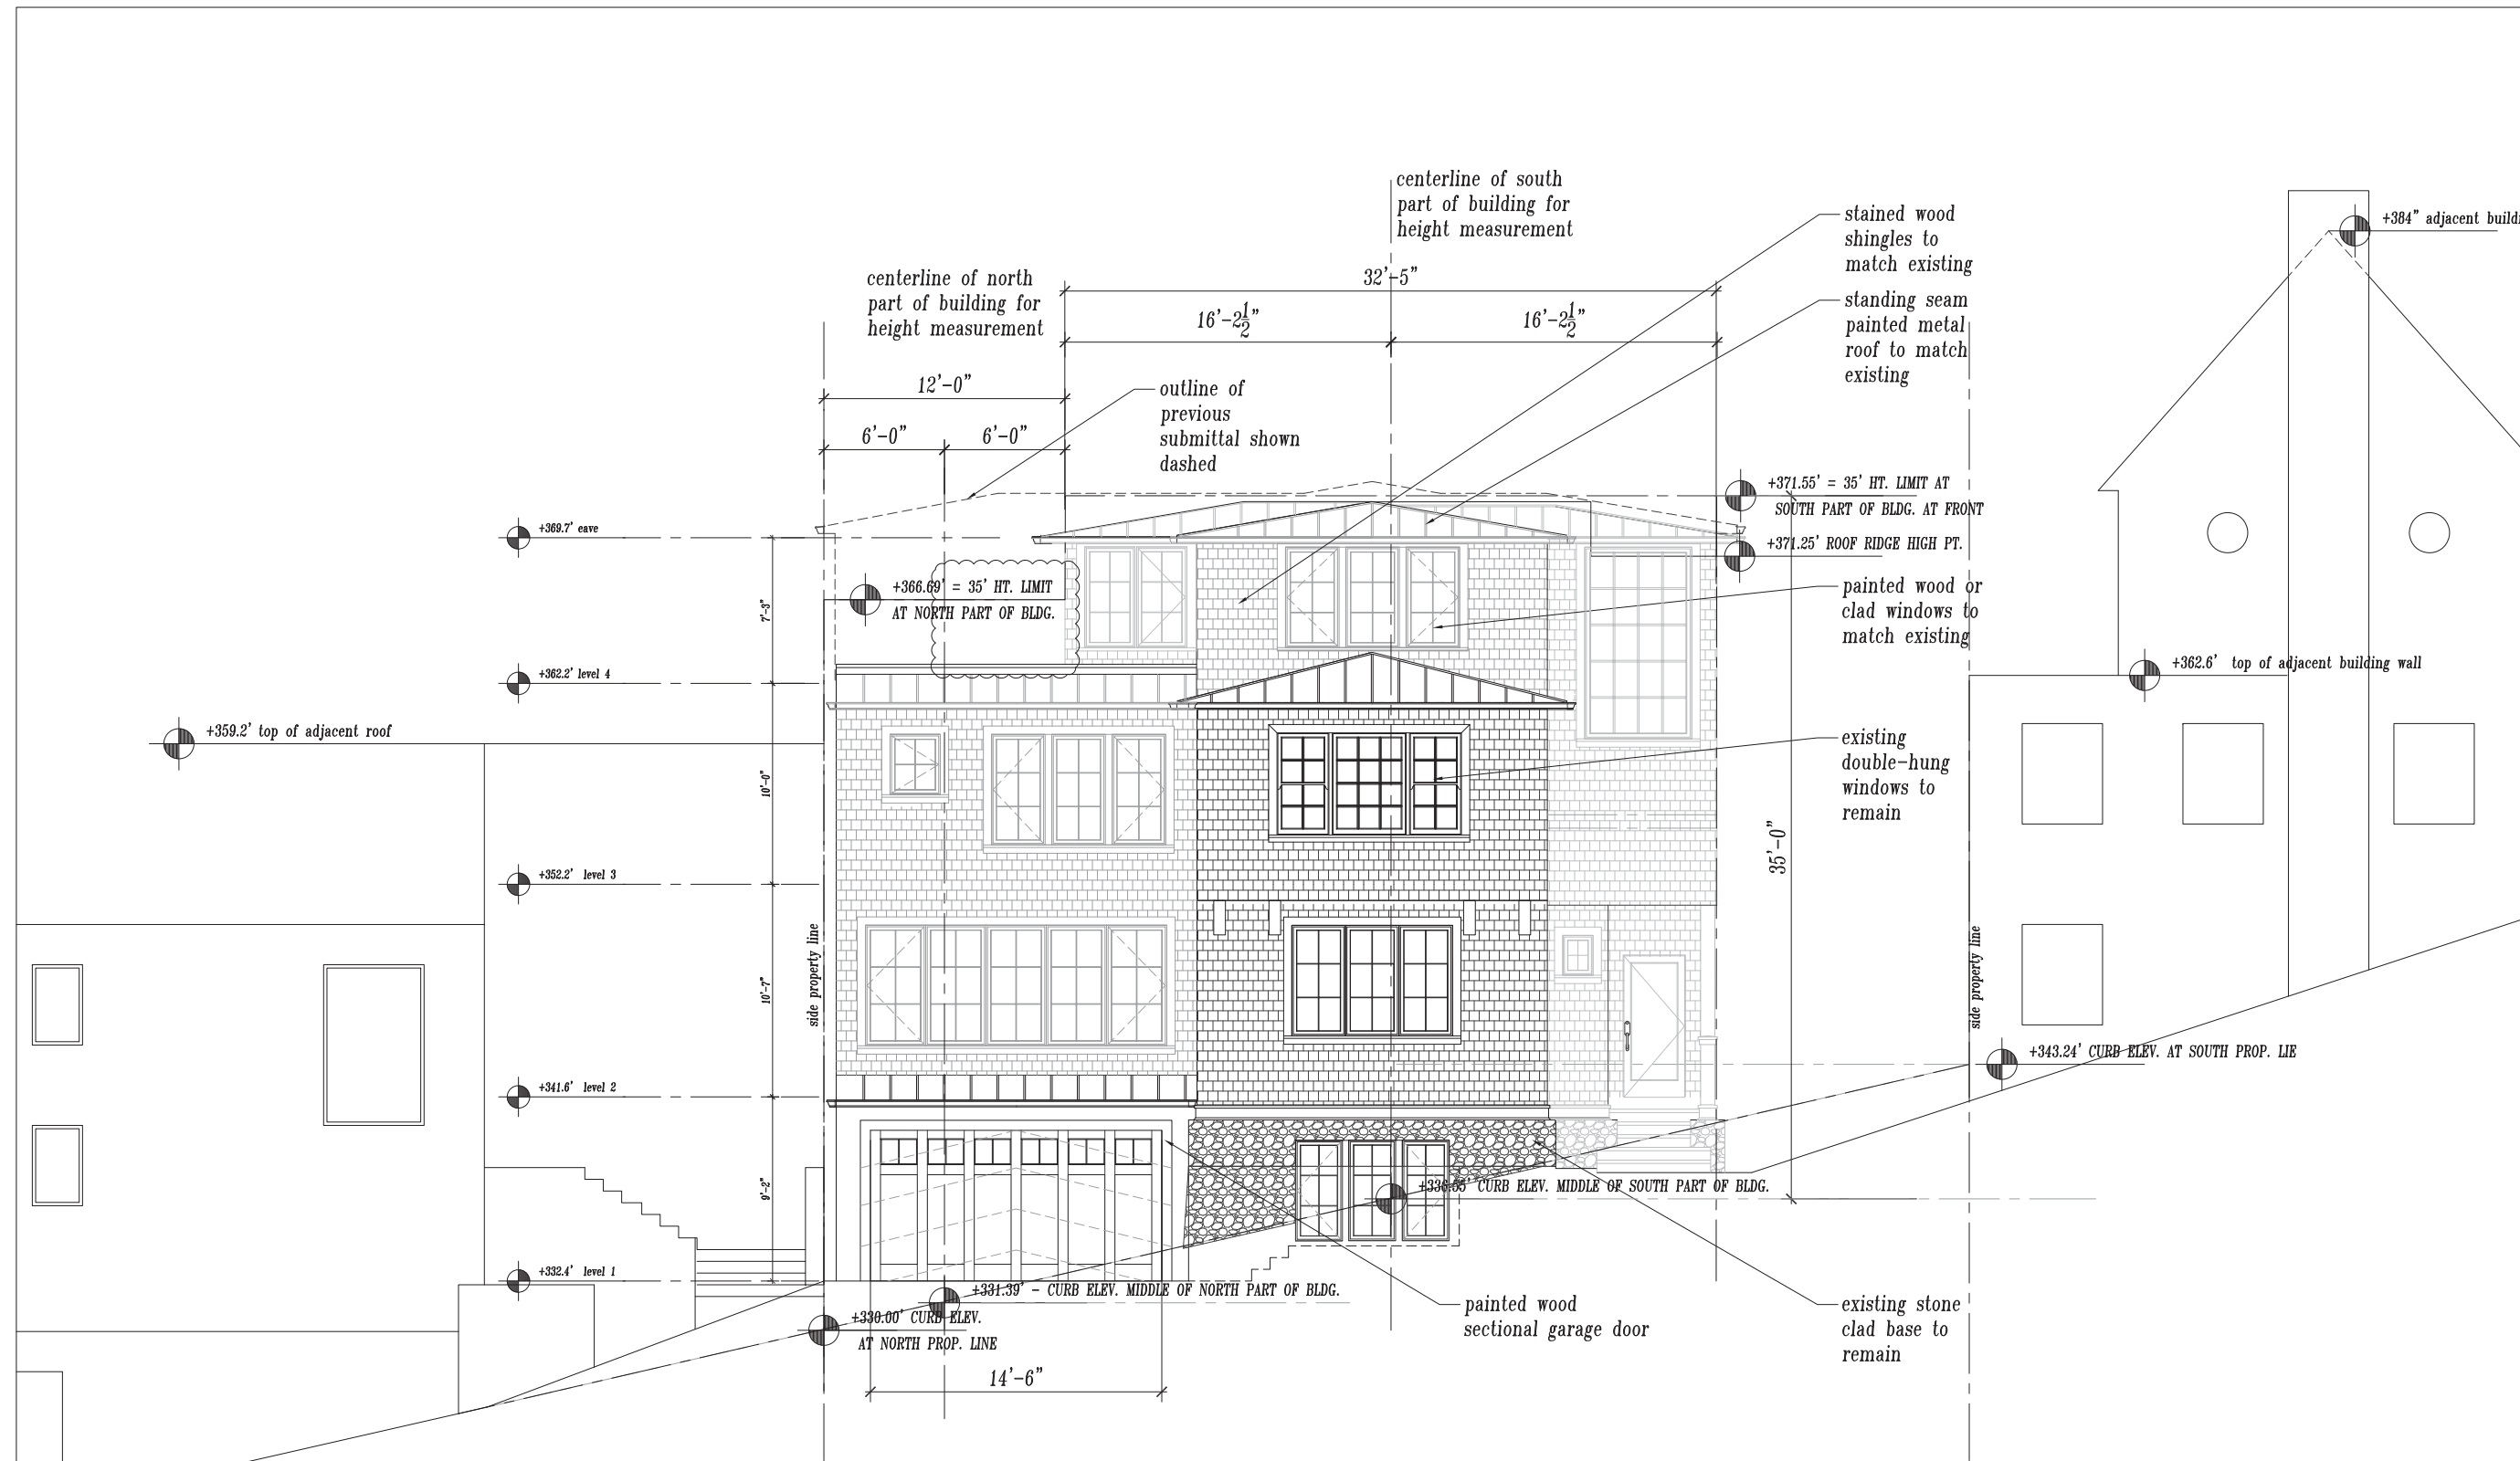 centerline of south
part of building for
height measurement
stained wood
shingles to
match existing
+384" adjacent
centerline of north
part of building for
height measurement
32'-5"
standing seam
painted metal
roof to match
existing
16'-2½"
16'-2½"
12'-0"
outline of
previous
submittal shown
dashed
6'-0"
6'-0"
+371.55' = 35' HT. LIMIT AT
SOUTH PART OF BLDG. AT FRONT
+369.7' eave
+371.25' ROOF RIDGE HIGH PT.
+366.69' = 35' HT. LIMIT
AT NORTH PART OF BLDG.
painted wood or
clad windows to
match existing
7'-3"
+362.2' level 4
+362.6' top of adjacent building wall
+359.2' top of adjacent roof
existing
double-hung
windows to
remain
10'-0"
35'-0"
+352.2' level 3
side property line
side property line
10'-7"
+343.24' CURB ELEV. AT SOUTH PROP. LIE
+341.6' level 2
9'-2"
+336.55' CURB ELEV. MIDDLE OF SOUTH PART OF BLDG.
+332.4' level 1
+331.39' - CURB ELEV. MIDDLE OF NORTH PART OF BLDG.
+330.00' CURB ELEV.
AT NORTH PROP. LINE
painted wood
sectional garage door
existing stone
clad base to
remain
14'-6"